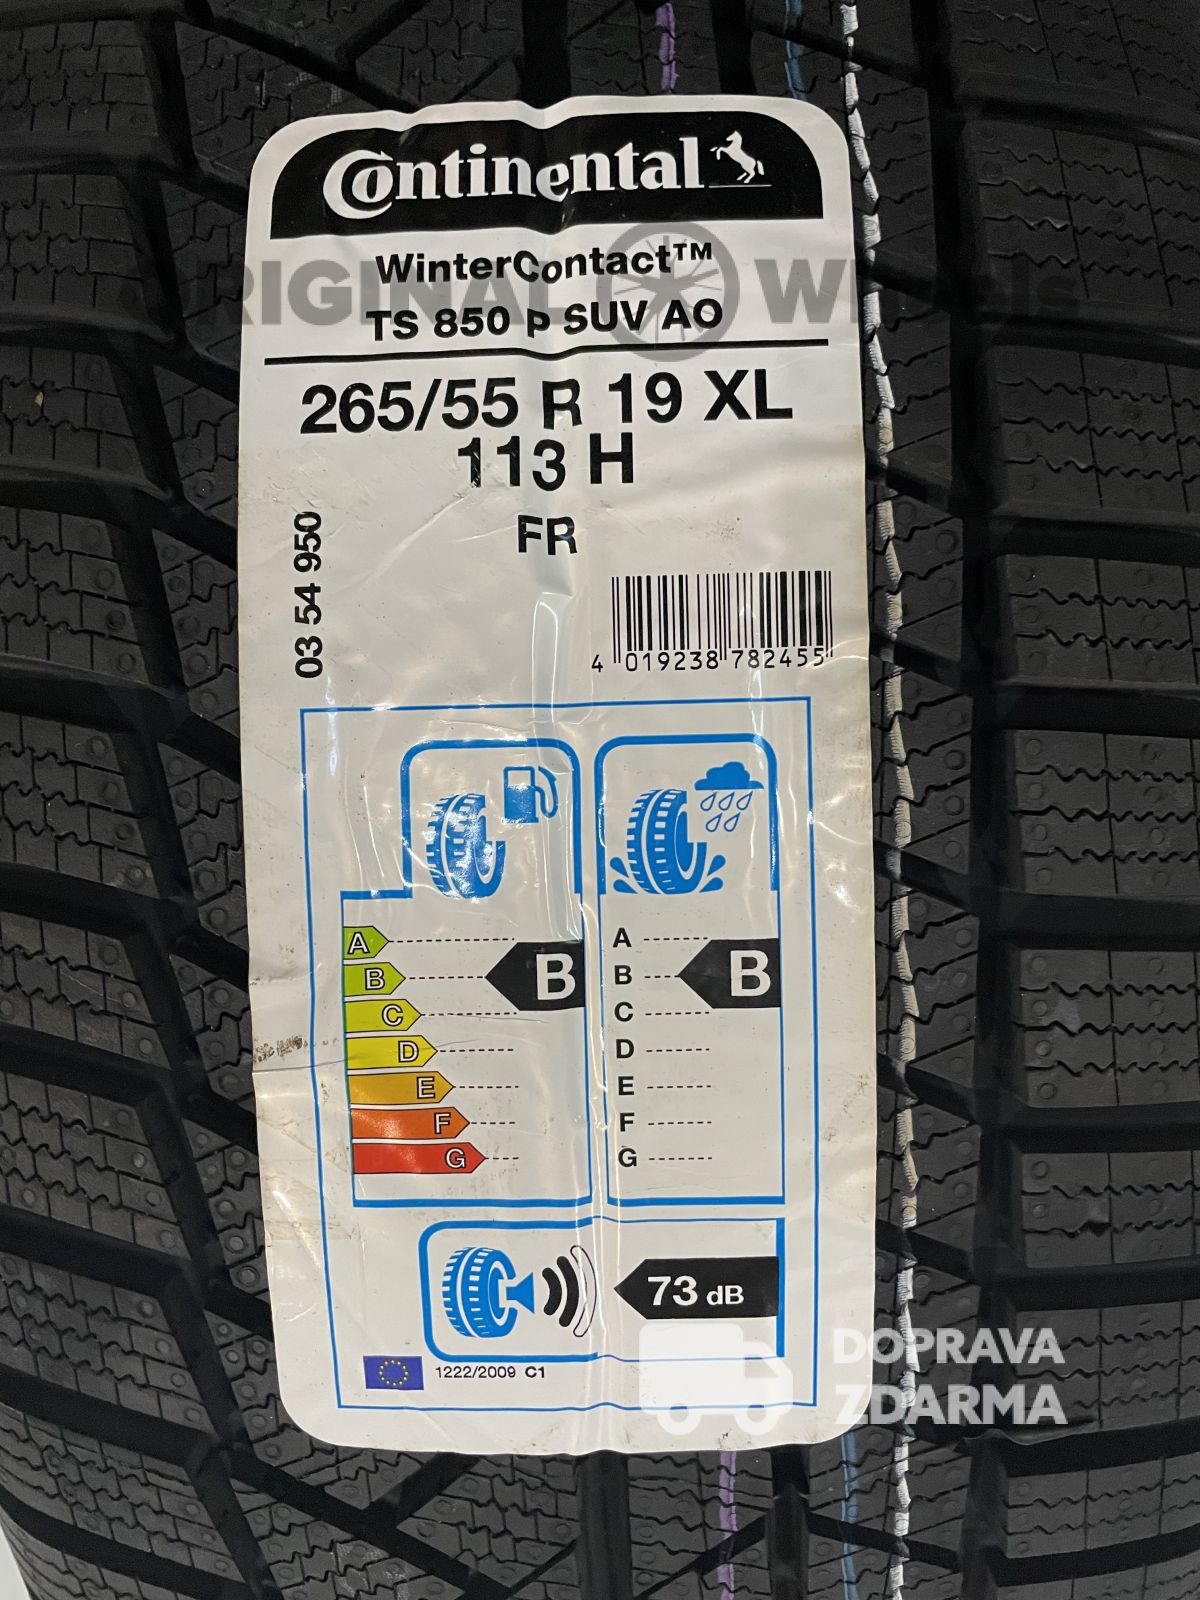 Continental
WinterContact™
ORIGINAL WHEELS
TS 850 P SUV AO
265/55 R 19 XL
113 H
FR
03 54 950
4 019238 782455
A
B
C
D
E
F
G
B
A
B
C
D
E
F
G
B
73 dB
1222/2009 C1
DOPRAVA
ZDARMA